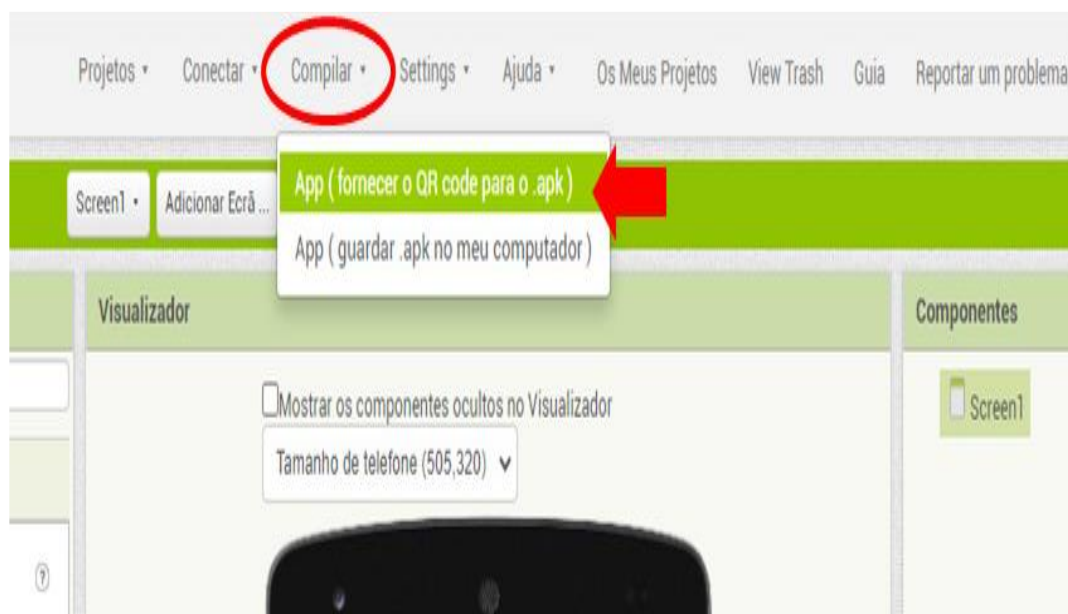 Projetos Conectar Compilar Settings Ajuda Os Meus Projetos View Trash Guia Reportar um problema
App ( fornecer o QR code para o .apk )
Screen1 Adicionar Ecrã ...
App ( guardar .apk no meu computador )
Visualizador
Componentes
Mostrar os componentes ocultos no Visualizador
Screen1
Tamanho de telefone (505,320)
?